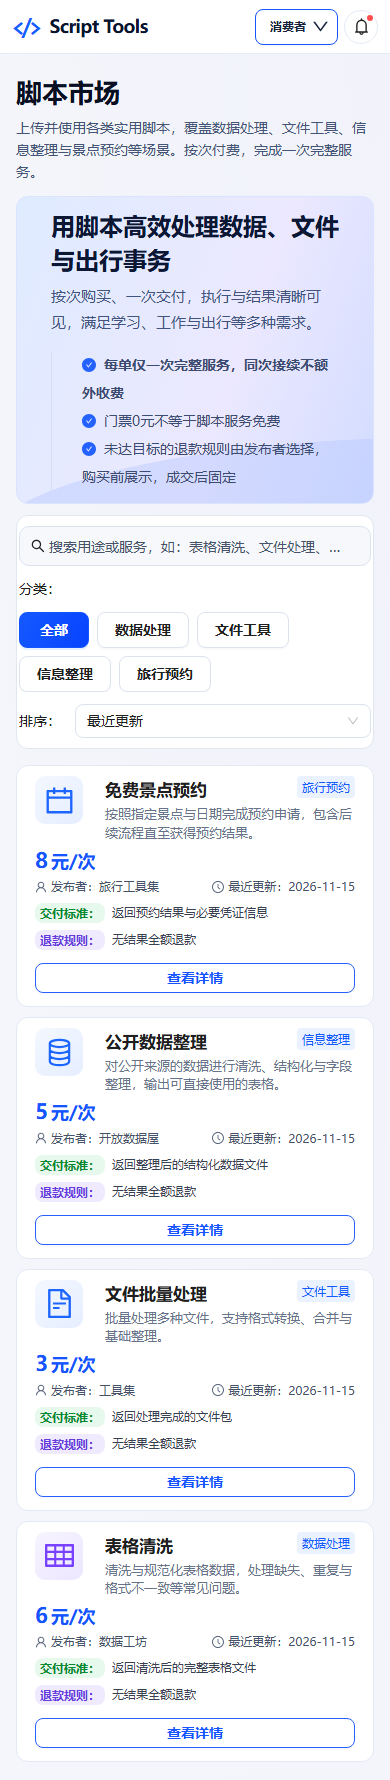 Script Tools
消费者
脚本市场
上传并使用各类实用脚本，覆盖数据处理、文件工具、信
息整理与景点预约等场景。按次付费，完成一次完整服
务。
用脚本高效处理数据、文件
与出行事务
按次购买、一次交付，执行与结果清晰可
见，满足学习、工作与出行等多种需求。
每单仅一次完整服务，同次接续不额
外收费
门票0元不等于脚本服务免费
未达目标的退款规则由发布者选择，
购买前展示，成交后固定
搜索用途或服务，如：表格清洗、文件处理、...
分类：
全部
数据处理
文件工具
信息整理
旅行预约
排序：
最近更新
免费景点预约
旅行预约
按照指定景点与日期完成预约申请，包含后
续流程直至获得预约结果。
8 元/次
发布者：旅行工具集
最近更新：2026-11-15
交付标准：
返回预约结果与必要凭证信息
退款规则：
无结果全额退款
查看详情
公开数据整理
信息整理
对公开来源的数据进行清洗、结构化与字段
整理，输出可直接使用的表格。
5 元/次
发布者：开放数据屋
最近更新：2026-11-15
交付标准：
返回整理后的结构化数据文件
退款规则：
无结果全额退款
查看详情
文件批量处理
文件工具
批量处理多种文件，支持格式转换、合并与
基础整理。
3 元/次
发布者：工具集
最近更新：2026-11-15
交付标准：
返回处理完成的文件包
退款规则：
无结果全额退款
查看详情
表格清洗
数据处理
清洗与规范化表格数据，处理缺失、重复与
格式不一致等常见问题。
6 元/次
发布者：数据工坊
最近更新：2026-11-15
交付标准：
返回清洗后的完整表格文件
退款规则：
无结果全额退款
查看详情